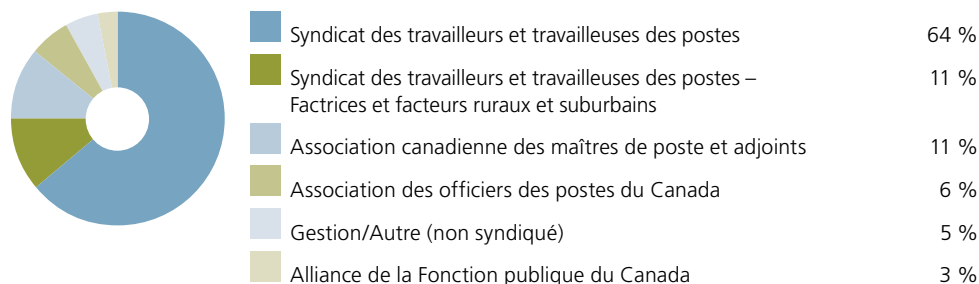 Syndicat des travailleurs et travailleuses des postes 64 %
Syndicat des travailleurs et travailleuses des postes – 11 %
Factrices et facteurs ruraux et suburbains
Association canadienne des maîtres de poste et adjoints 11 %
Association des officiers des postes du Canada 6 %
Gestion/Autre (non syndiqué) 5 %
Alliance de la Fonction publique du Canada 3 %